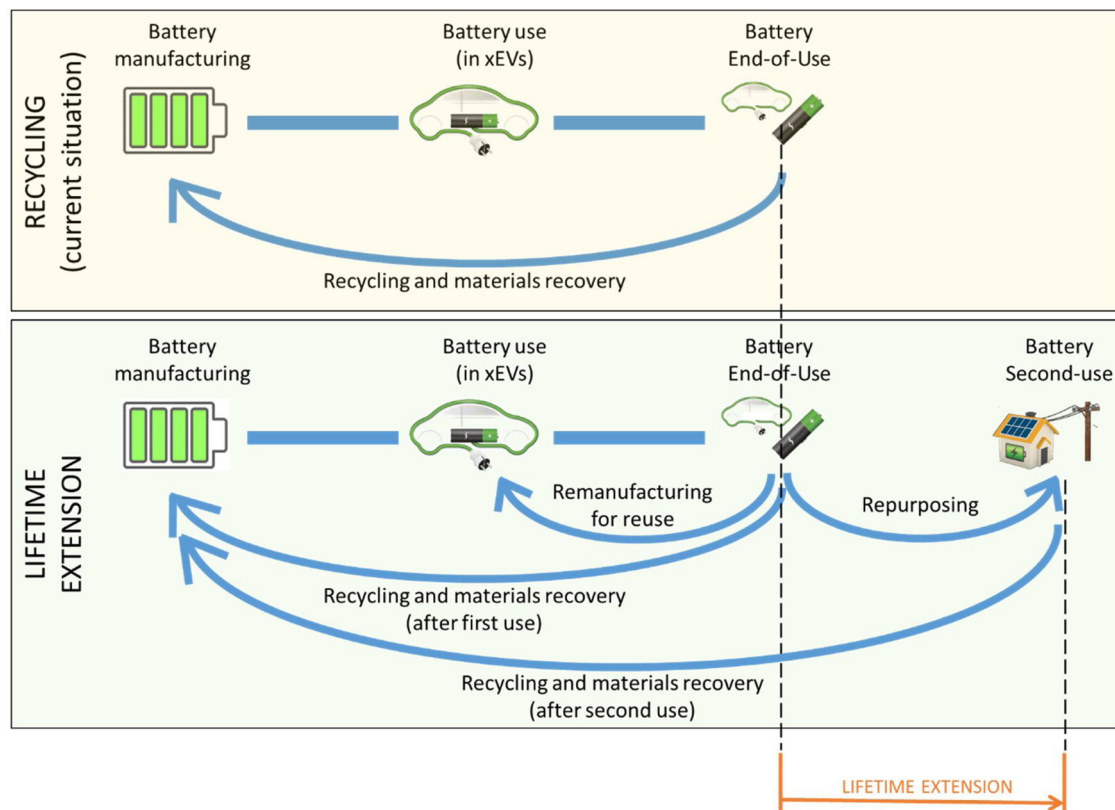 RECYCLING
(current situation)
Battery
manufacturing
Battery use
(in xEVs)
Battery
End-of-Use
Recycling and materials recovery
LIFETIME
EXTENSION
Battery
manufacturing
Battery use
(in xEVs)
Battery
End-of-Use
Battery
Second-use
Remanufacturing
for reuse
Repurposing
Recycling and materials recovery
(after first use)
Recycling and materials recovery
(after second use)
LIFETIME EXTENSION